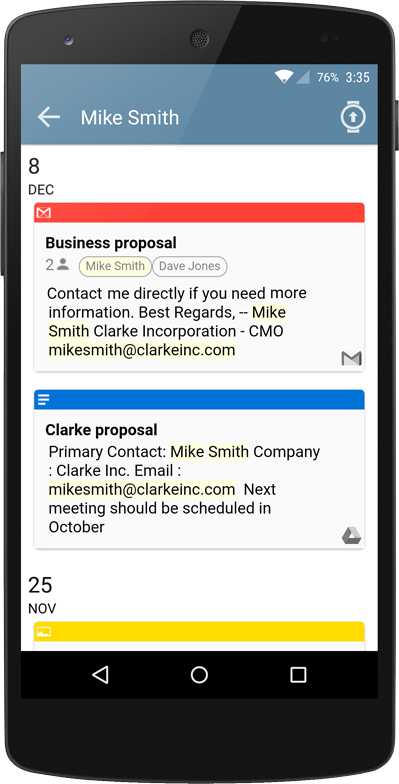 76% 3:35
Mike Smith
8
DEC
Business proposal
2 Mike Smith Dave Jones
Contact me directly if you need more
information. Best Regards, -- Mike
Smith Clarke Incorporation - CMO
mikesmith@clarkeinc.com
Clarke proposal
Primary Contact: Mike Smith Company
: Clarke Inc. Email :
mikesmith@clarkeinc.com Next
meeting should be scheduled in
October
25
NOV